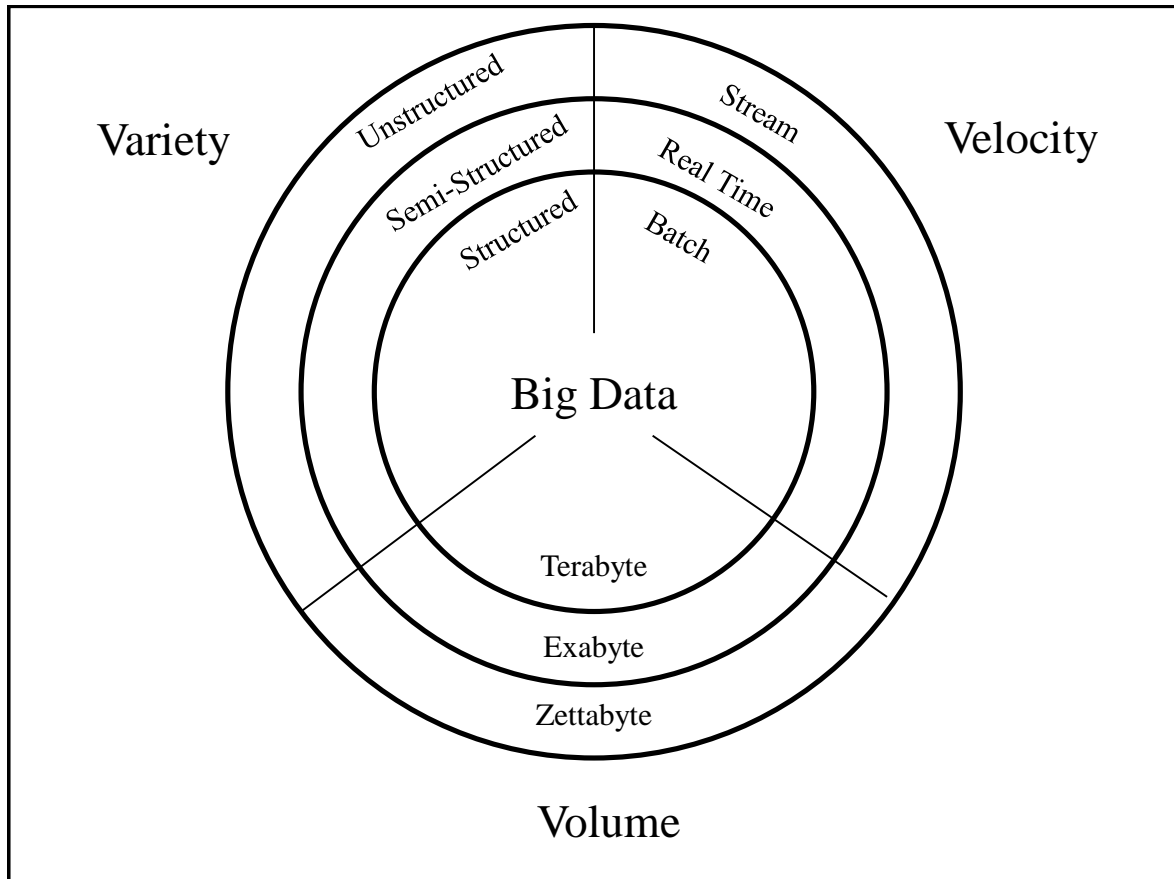 Unstructured
Stream
Variety
Velocity
Semi-Structured
Real Time
Structured
Batch
Big Data
Terabyte
Exabyte
Zettabyte
Volume